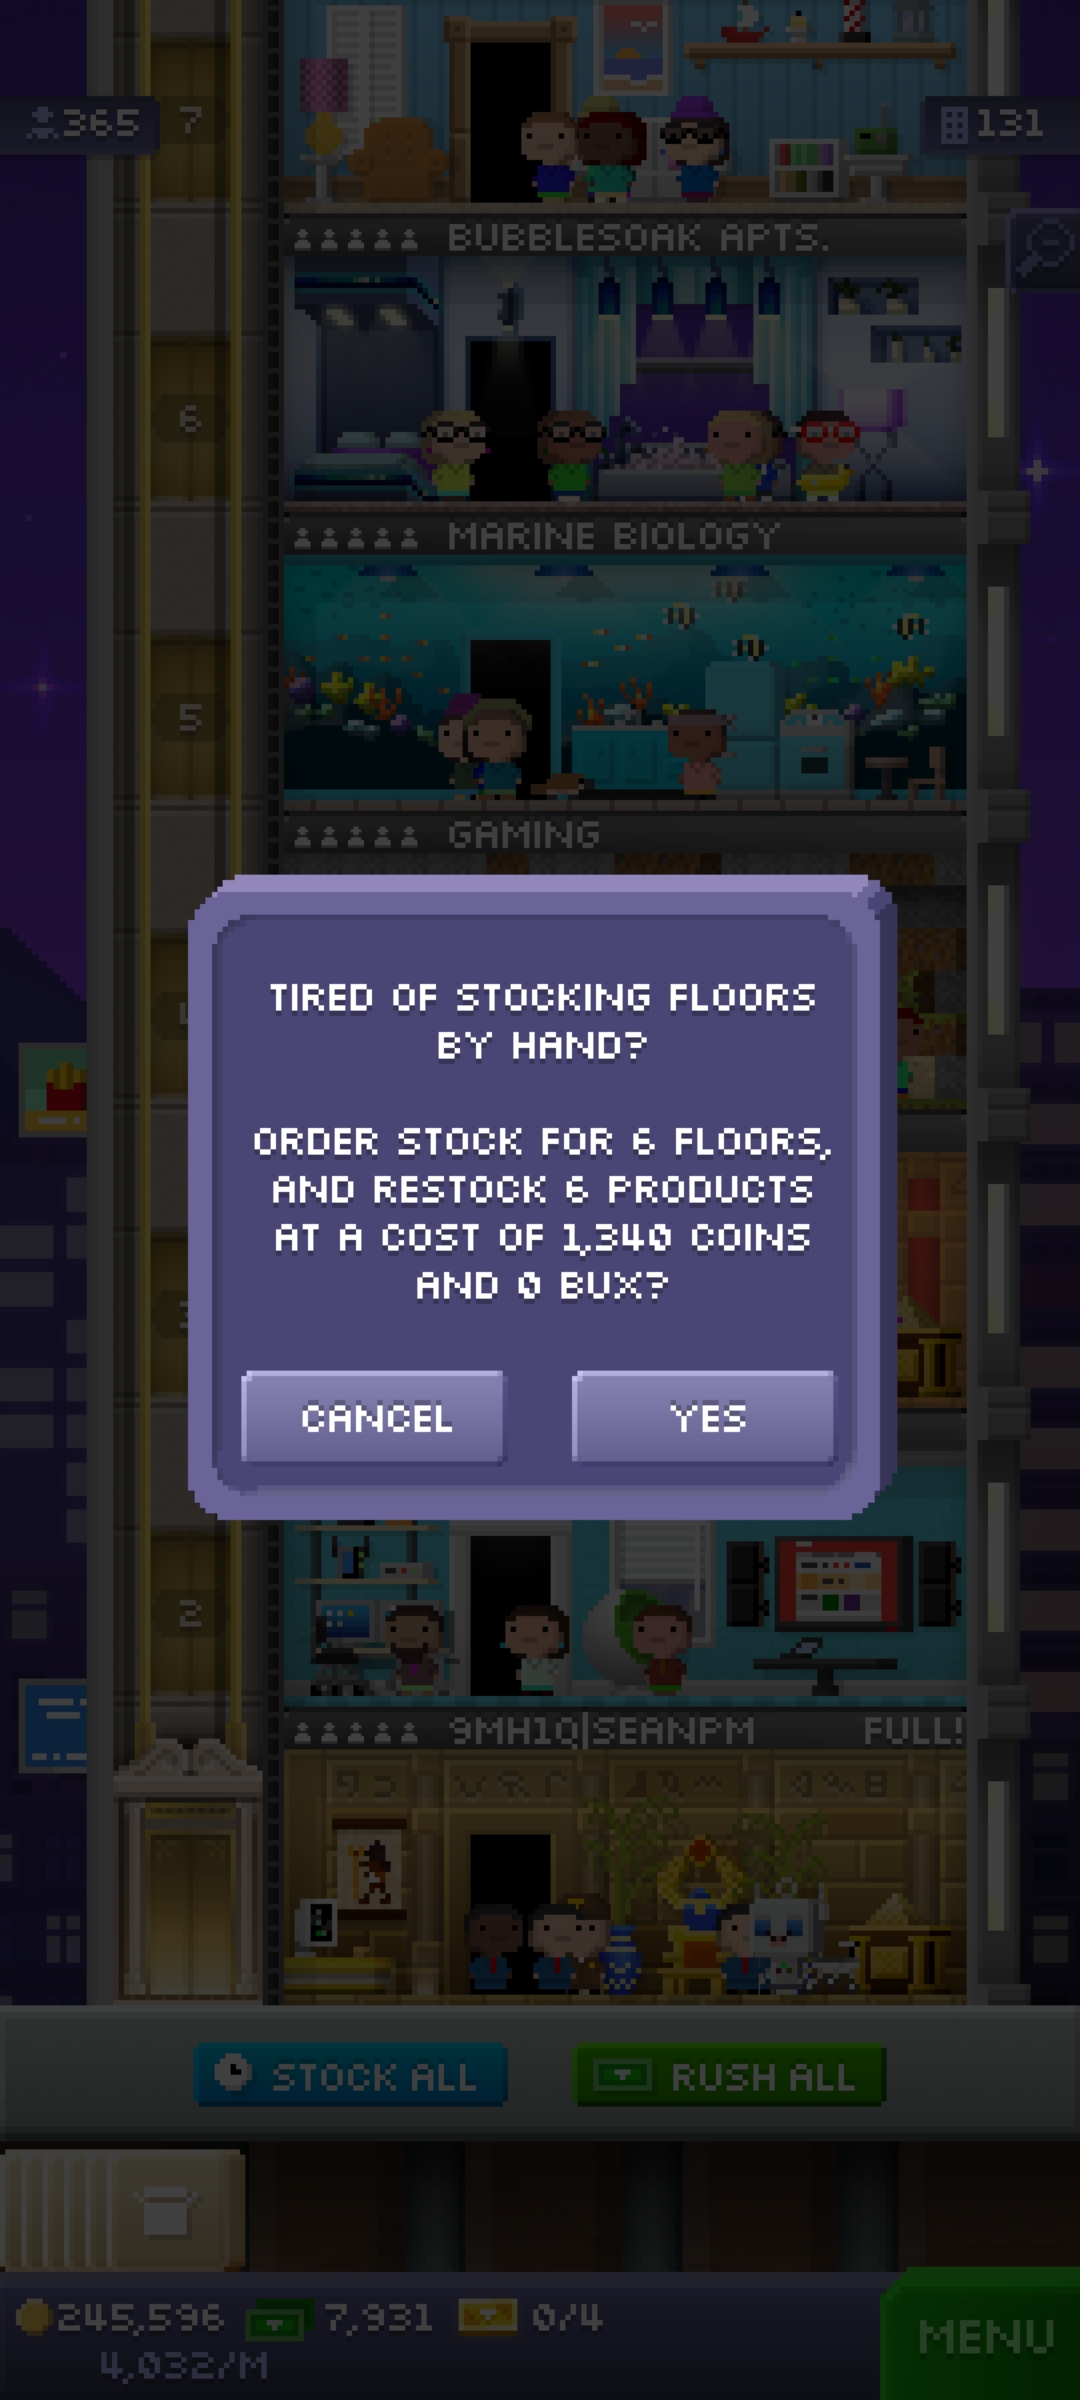 365
7
131
BUBBLESOAK APTS.
6
MARINE BIOLOGY
5
GAMING
TIRED OF STOCKING FLOORS
BY HAND?
ORDER STOCK FOR 6 FLOORS,
AND RESTOCK 6 PRODUCTS
AT A COST OF 1,340 COINS
AND 0 BUX?
CANCEL
YES
2
9MH1Q|SEANPM
FULL!
STOCK ALL
RUSH ALL
245,596
7,931
0/4
4,032/M
MENU